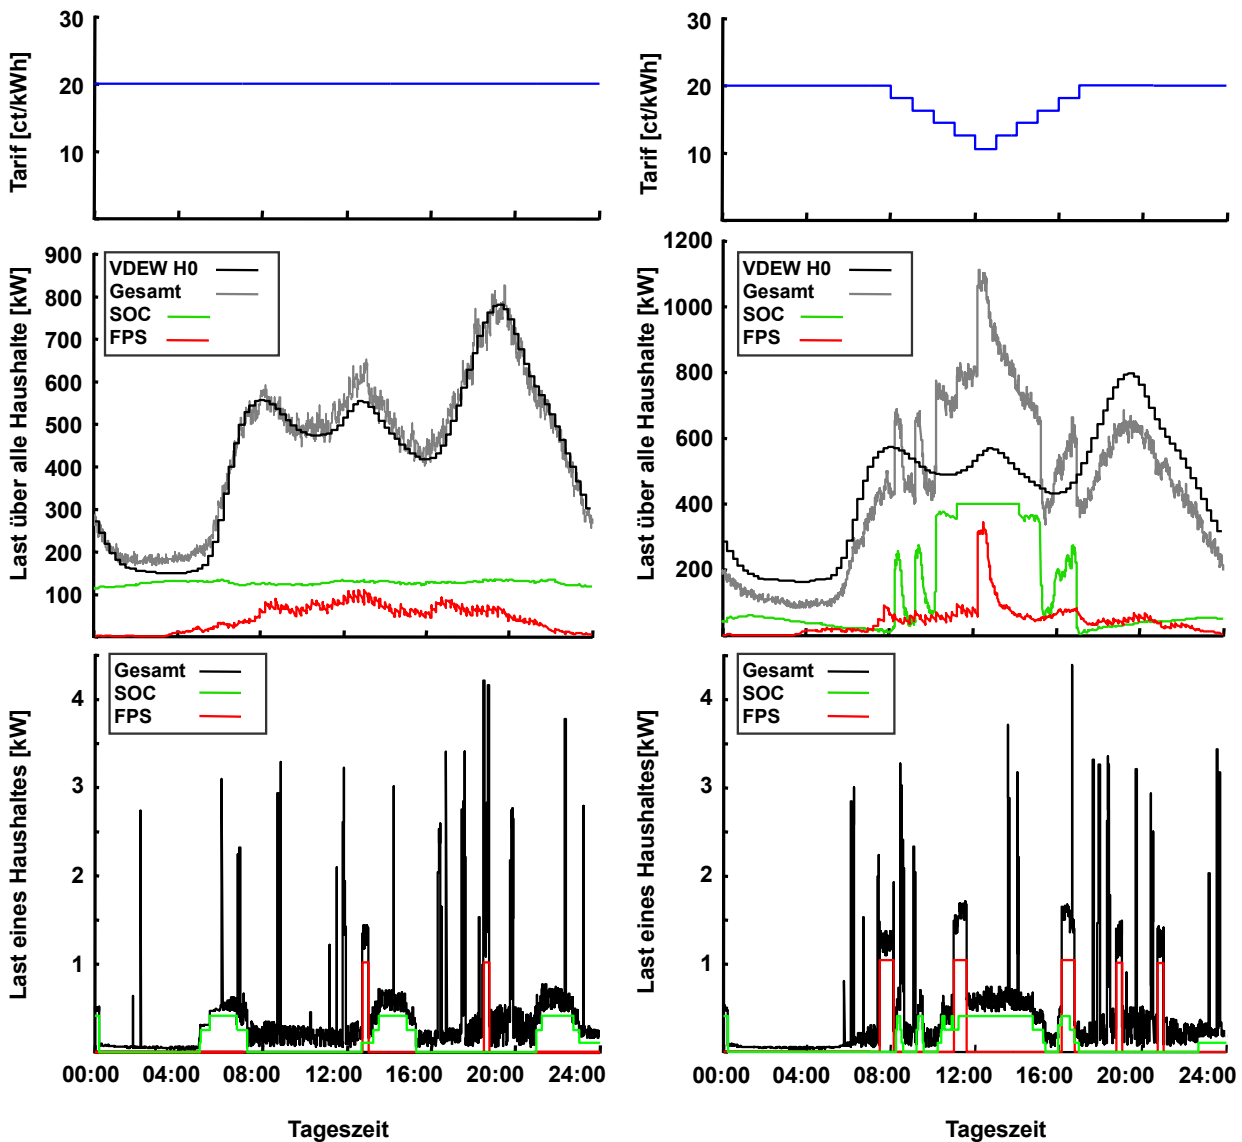 30
20
10
Tarif [ct/kWh]
30
20
10
Tarif [ct/kWh]
900
800
700
600
500
400
300
200
100
Last über alle Haushalte [kW]
VDEW H0
Gesamt
SOC
FPS
1200
1000
800
600
400
200
Last über alle Haushalte [kW]
VDEW H0
Gesamt
SOC
FPS
4
3
2
1
Last eines Haushaltes [kW]
Gesamt
SOC
FPS
00:00 04:00 08:00 12:00 16:00 20:00 24:00
Tageszeit
4
3
2
1
Last eines Haushaltes[kW]
Gesamt
SOC
FPS
00:00 04:00 08:00 12:00 16:00 20:00 24:00
Tageszeit